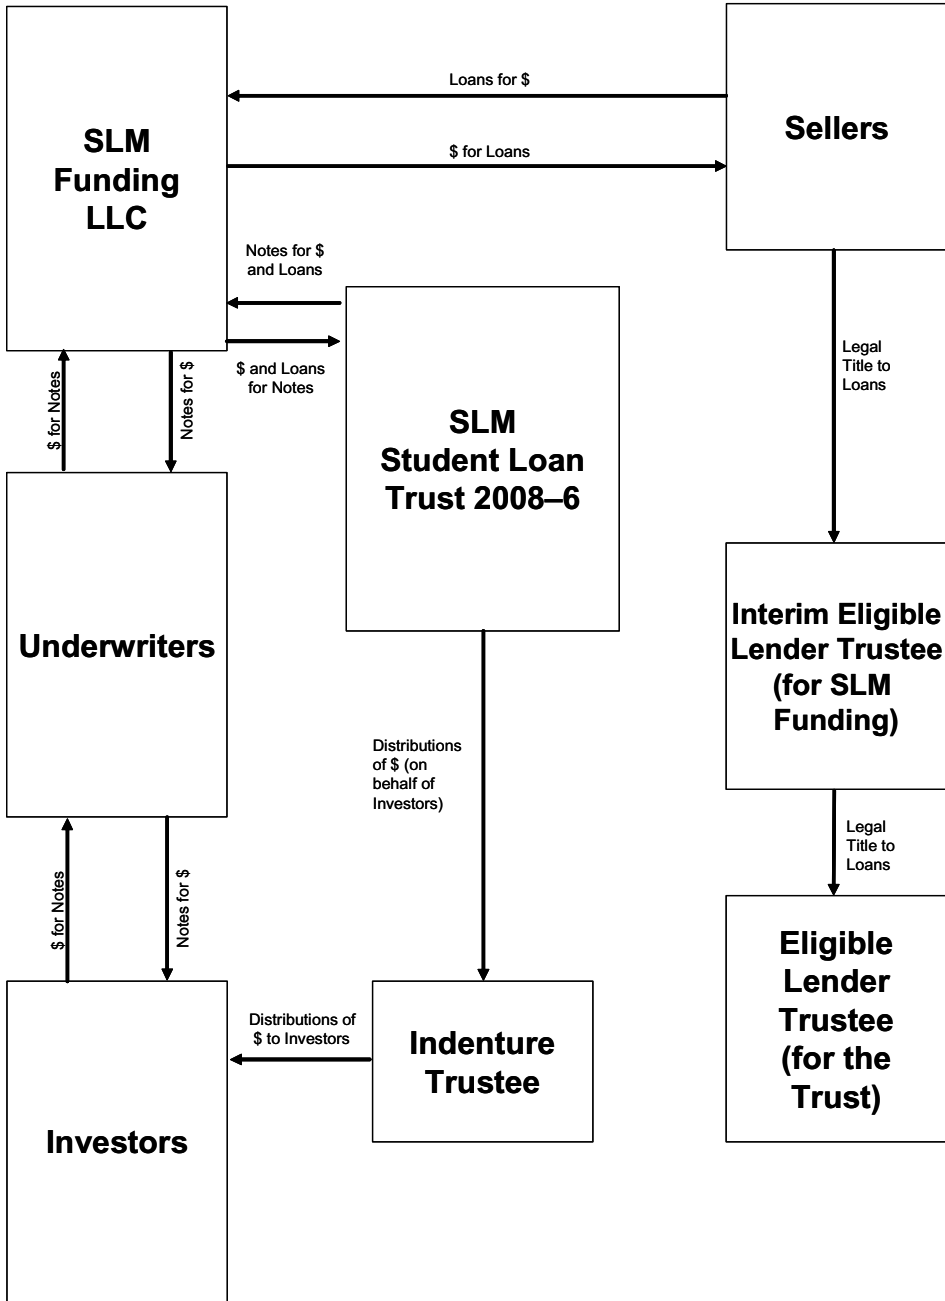 Loans for $
SLM
Funding
LLC
Sellers
$ for Loans
Notes for $
and Loans
$ and Loans
for Notes
Legal
Title to
Loans
$ for Notes
Notes for $
SLM
Student Loan
Trust 2008–6
Underwriters
Interim Eligible
Lender Trustee
(for SLM
Funding)
Distributions
of $ (on
behalf of
Investors)
Legal
Title to
Loans
$ for Notes
Notes for $
Eligible
Lender
Trustee
(for the
Trust)
Distributions of
$ to Investors
Indenture
Trustee
Investors